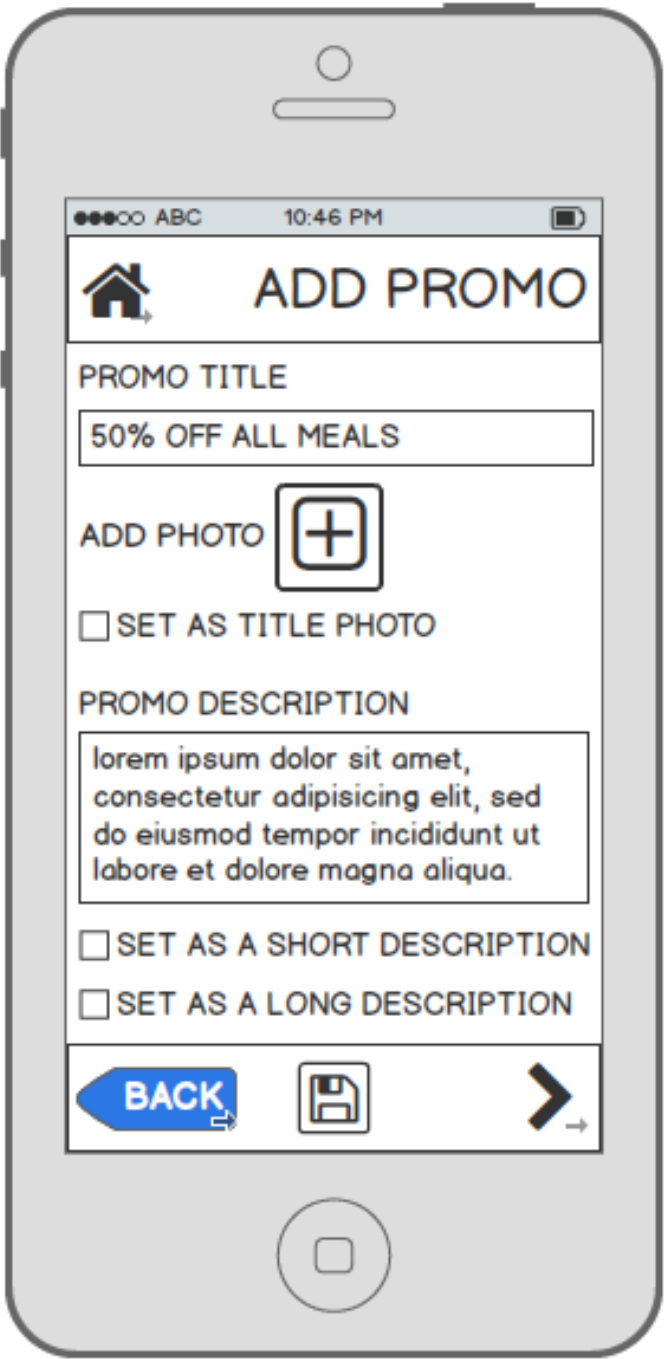 ABC 10:46 PM
ADD PROMO
PROMO TITLE
50% OFF ALL MEALS
ADD PHOTO
SET AS TITLE PHOTO
PROMO DESCRIPTION
lorem ipsum dolor sit amet,
consectetur adipisicing elit, sed
do eiusmod tempor incididunt ut
labore et dolore magna aliqua.
SET AS A SHORT DESCRIPTION
SET AS A LONG DESCRIPTION
BACK